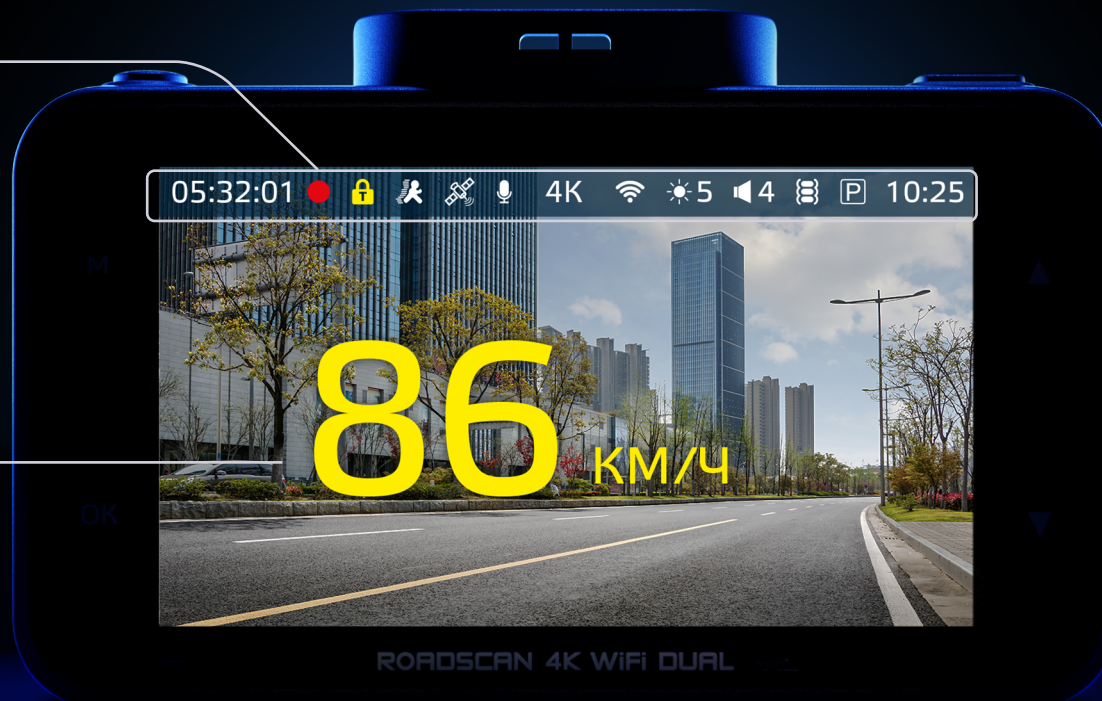 05:32:01 T 4K 5 4 P 10:25
M
86 КМ/Ч
OK
ROADSCAN 4K WiFi DUAL